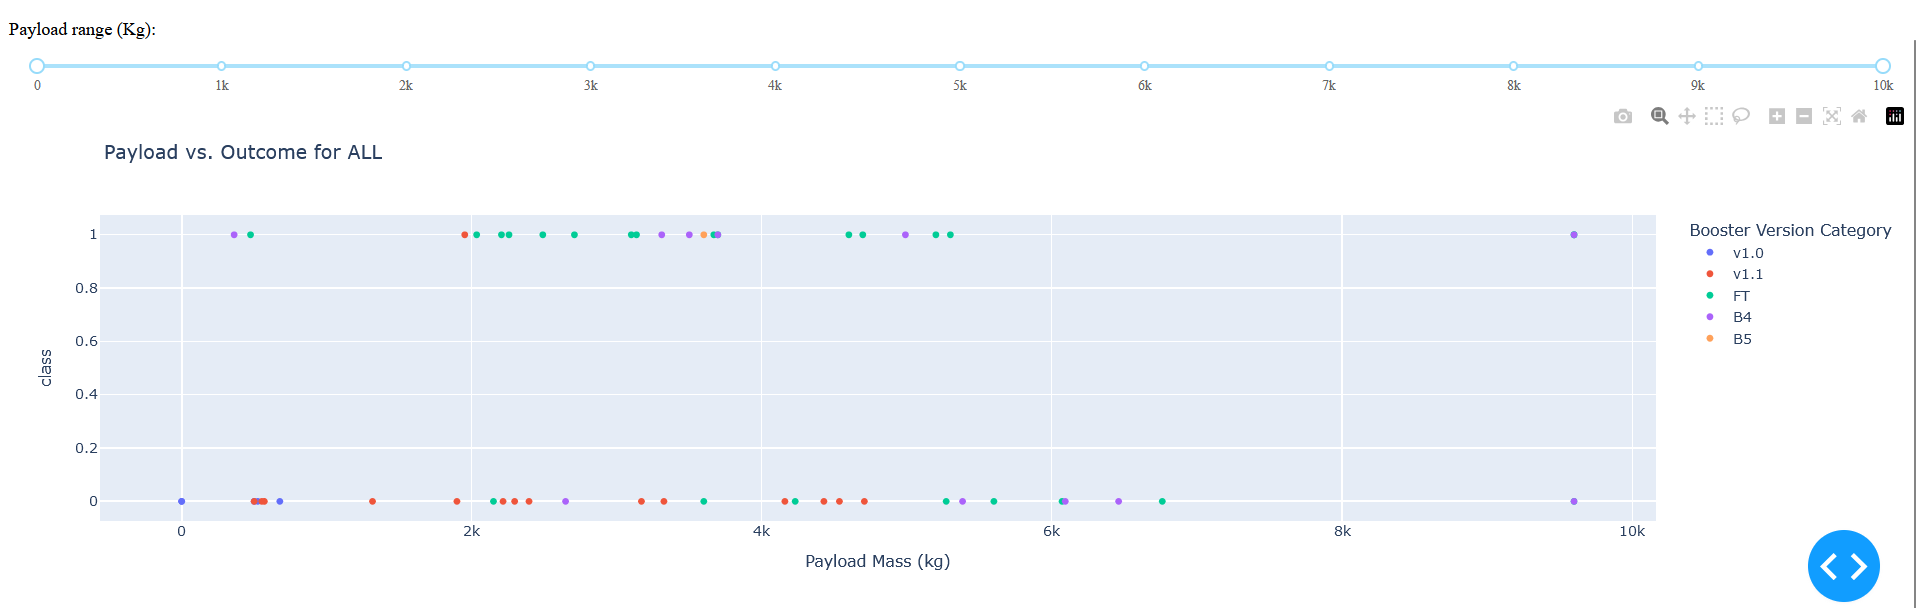 Payload range (Kg):
0 1k 2k 3k 4k 5k 6k 7k 8k 9k 10k
Payload vs. Outcome for ALL
1
0.8
0.6
0.4
0.2
0
class
0 2k 4k 6k 8k 10k
Payload Mass (kg)
Booster Version Category
v1.0
v1.1
FT
B4
B5